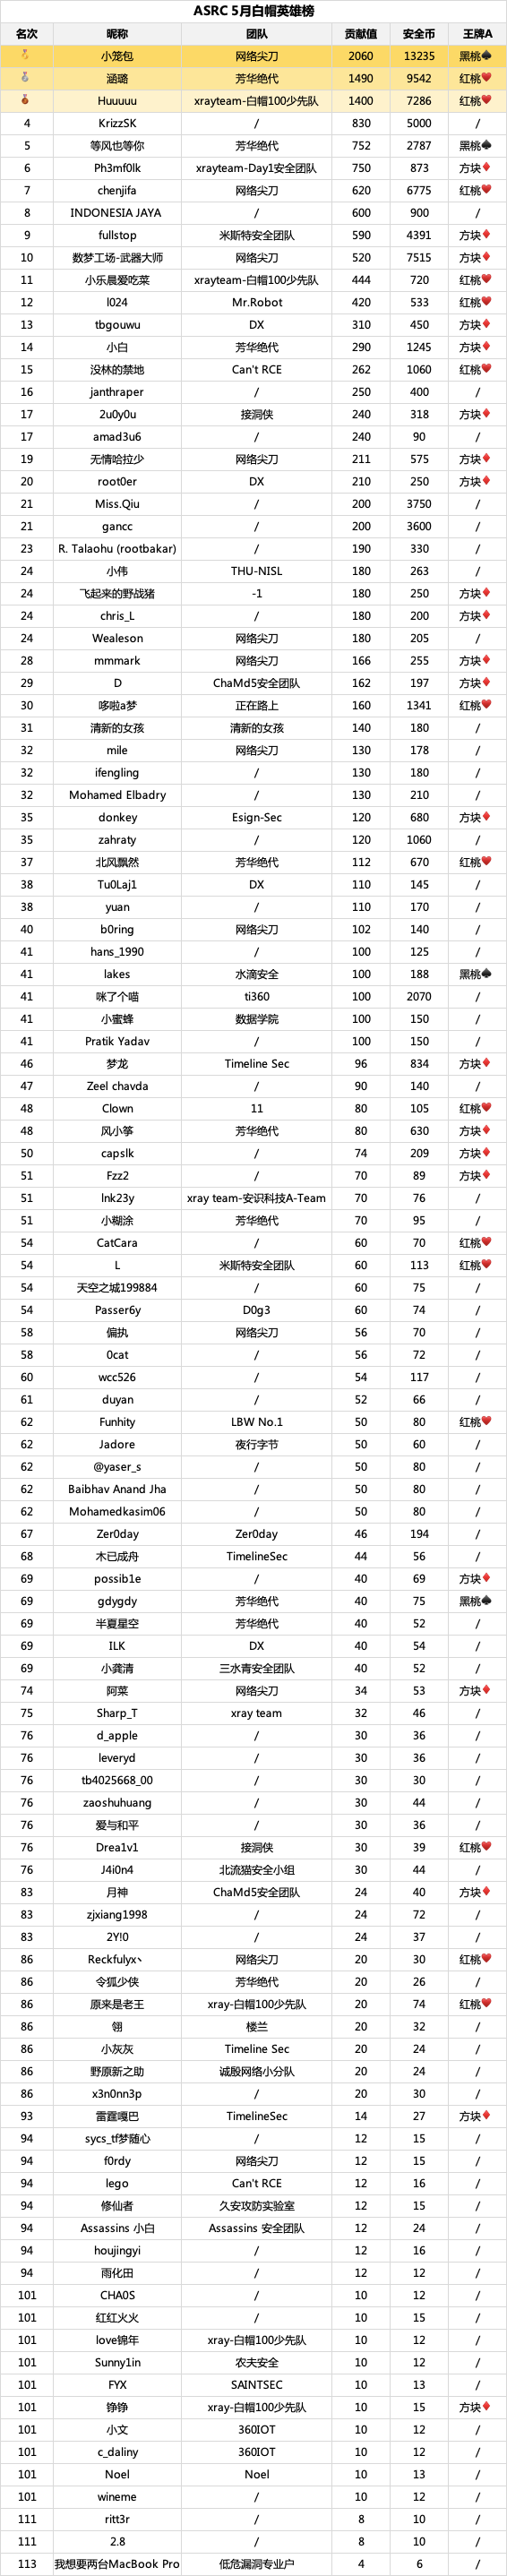 ASRC 5月白帽英雄榜
名次 昵称 团队 贡献值 安全币 王牌A
小笼包 网络尖刀 2060 13235 黑桃♠
涵璐 芳华绝代 1490 9542 红桃♥
Huuuuu xrayteam-白帽100少先队 1400 7286 红桃♥
4 KrizzSK / 830 5000 /
5 等风也等你 芳华绝代 752 2787 黑桃♠
6 Ph3mf0lk xrayteam-Day1安全团队 750 873 方块♦
7 chenjifa 网络尖刀 620 6775 红桃♥
8 INDONESIA JAYA / 600 900 /
9 fullstop 米斯特安全团队 590 4391 方块♦
10 数梦工场-武器大师 网络尖刀 520 7515 方块♦
11 小乐晨爱吃菜 xrayteam-白帽100少先队 444 720 红桃♥
12 l024 Mr.Robot 420 533 红桃♥
13 tbgouwu DX 310 450 方块♦
14 小白 芳华绝代 290 1245 方块♦
15 没林的禁地 Can't RCE 262 1060 红桃♥
16 janthraper / 250 400 /
17 2u0y0u 接洞侠 240 318 方块♦
17 amad3u6 / 240 90 /
19 无情哈拉少 网络尖刀 211 575 方块♦
20 root0er DX 210 250 方块♦
21 Miss.Qiu / 200 3750 /
21 gancc / 200 3600 /
23 R. Talaohu (rootbakar) / 190 330 /
24 小伟 THU-NISL 180 263 /
24 飞起来的野战猪 -1 180 250 方块♦
24 chris_L / 180 200 方块♦
24 Wealeson 网络尖刀 180 205 /
28 mmmark 网络尖刀 166 255 方块♦
29 D ChaMd5安全团队 162 197 方块♦
30 哆啦a梦 正在路上 160 1341 红桃♥
31 清新的女孩 清新的女孩 140 180 /
32 mile 网络尖刀 130 178 /
32 ifengling / 130 180 /
32 Mohamed Elbadry / 130 210 /
35 donkey Esign-Sec 120 680 方块♦
35 zahraty / 120 1060 /
37 北风飘然 芳华绝代 112 670 红桃♥
38 Tu0Laj1 DX 110 145 /
38 yuan / 110 170 /
40 b0ring 网络尖刀 102 140 /
41 hans_1990 / 100 125 /
41 lakes 水滴安全 100 188 黑桃♠
41 咪了个喵 ti360 100 2070 /
41 小蜜蜂 数据学院 100 150 /
41 Pratik Yadav / 100 150 /
46 梦龙 Timeline Sec 96 834 方块♦
47 Zeel chavda / 90 140 /
48 Clown 11 80 105 红桃♥
48 风小筝 芳华绝代 80 630 方块♦
50 capslk / 74 209 方块♦
51 Fzz2 / 70 89 方块♦
51 lnk23y xray team-安识科技A-Team 70 76 /
51 小糊涂 芳华绝代 70 95 /
54 CatCara / 60 70 红桃♥
54 L 米斯特安全团队 60 113 红桃♥
54 天空之城199884 / 60 75 /
54 Passer6y D0g3 60 74 /
58 偏执 网络尖刀 56 70 /
58 0cat / 56 72 /
60 wcc526 / 54 117 /
61 duyan / 52 66 /
62 Funhity LBW No.1 50 80 红桃♥
62 Jadore 夜行字节 50 60 /
62 @yaser_s / 50 80 /
62 Baibhav Anand Jha / 50 80 /
62 Mohamedkasim06 / 50 80 /
67 Zer0day Zer0day 46 194 /
68 木已成舟 TimelineSec 44 56 /
69 possib1e / 40 69 方块♦
69 gdygdy 芳华绝代 40 75 黑桃♠
69 半夏星空 芳华绝代 40 52 /
69 ILK DX 40 54 /
69 小龚清 三水青安全团队 40 52 /
74 阿菜 网络尖刀 34 53 方块♦
75 Sharp_T xray team 32 46 /
76 d_apple / 30 36 /
76 leveryd / 30 36 /
76 tb4025668_00 / 30 30 /
76 zaoshuhuang / 30 44 /
76 爱与和平 / 30 36 /
76 Drea1v1 接洞侠 30 39 红桃♥
76 J4i0n4 北流猫安全小组 30 44 /
83 月神 ChaMd5安全团队 24 40 方块♦
83 zjxiang1998 / 24 72 /
83 2Y!0 / 24 37 /
86 Reckfulyx丶 网络尖刀 20 30 红桃♥
86 令狐少侠 芳华绝代 20 26 /
86 原来是老王 xray-白帽100少先队 20 74 红桃♥
86 翎 楼兰 20 32 /
86 小灰灰 Timeline Sec 20 24 /
86 野原新之助 诚殷网络小分队 20 24 /
86 x3n0nn3p / 20 30 /
93 雷霆嘎巴 TimelineSec 14 27 方块♦
94 sycs_tf梦随心 / 12 15 /
94 f0rdy 网络尖刀 12 15 /
94 lego Can't RCE 12 16 /
94 修仙者 久安攻防实验室 12 15 /
94 Assassins 小白 Assassins 安全团队 12 24 /
94 houjingyi / 12 16 /
94 雨化田 / 12 12 /
101 CHA0S / 10 12 /
101 红红火火 / 10 15 /
101 love锦年 xray-白帽100少先队 10 12 /
101 Sunny1in 农夫安全 10 12 /
101 FYX SAINTSEC 10 13 /
101 铮铮 xray-白帽100少先队 10 15 方块♦
101 小文 360IOT 10 12 /
101 c_daliny 360IOT 10 12 /
101 Noel Noel 10 13 /
101 wineme / 10 12 /
111 ritt3r / 8 10 /
111 2.8 / 8 10 /
113 我想要两台MacBook Pro 低危漏洞专业户 4 6 /